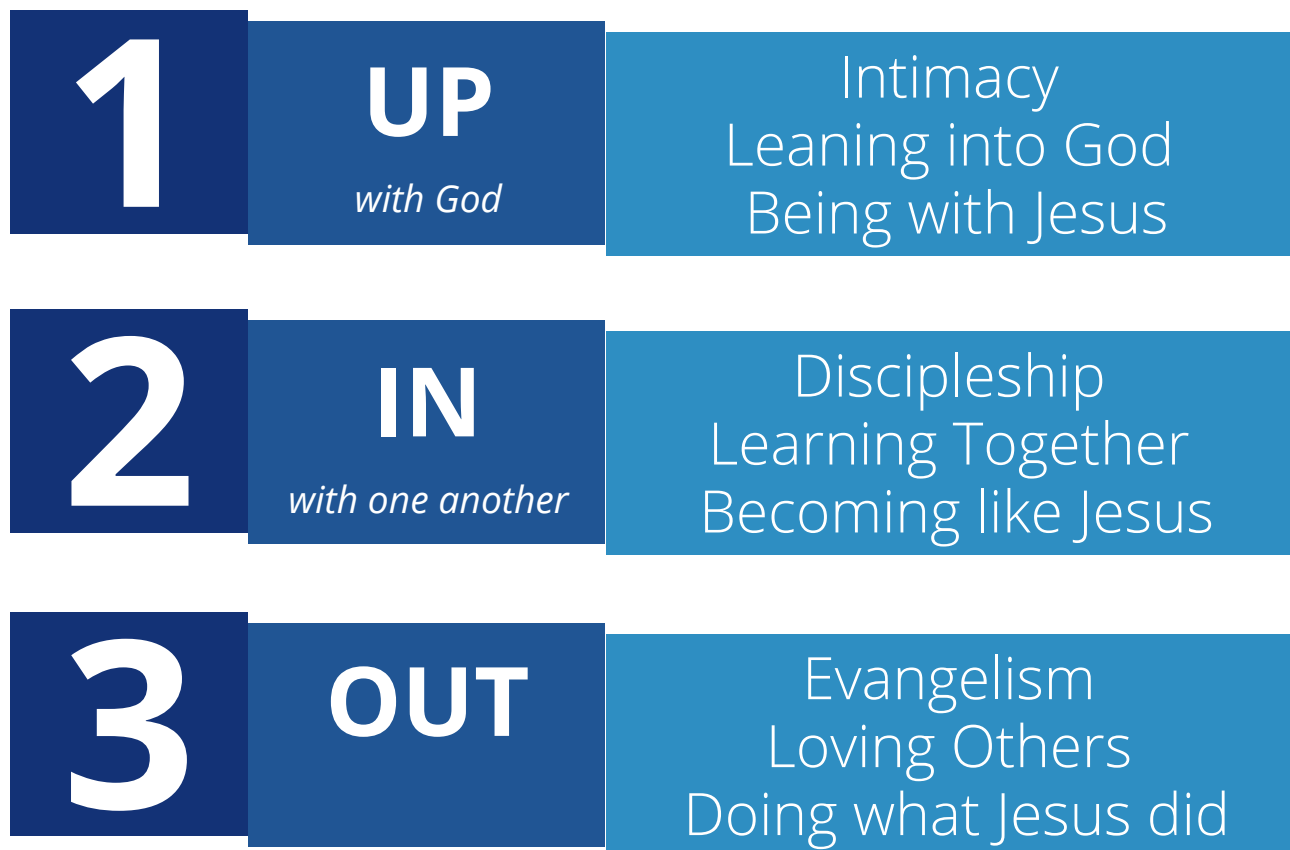 1
UP
with God
Intimacy
Leaning into God
Being with Jesus
2
IN
with one another
Discipleship
Learning Together
Becoming like Jesus
3
OUT
Evangelism
Loving Others
Doing what Jesus did